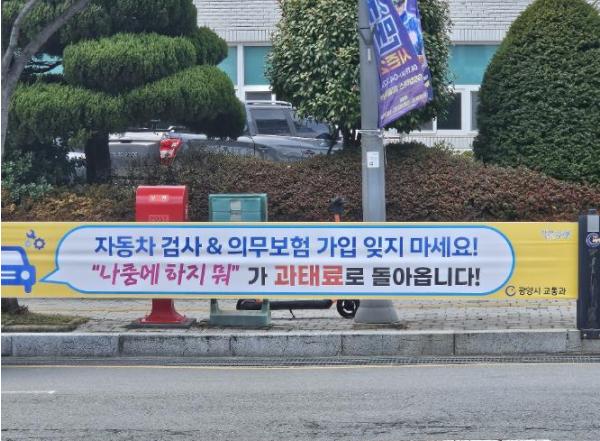 자동차 검사 & 의무보험 가입 잊지 마세요!
"나중에 하지 뭐" 가 과태료로 돌아옵니다!
광양시 교통과